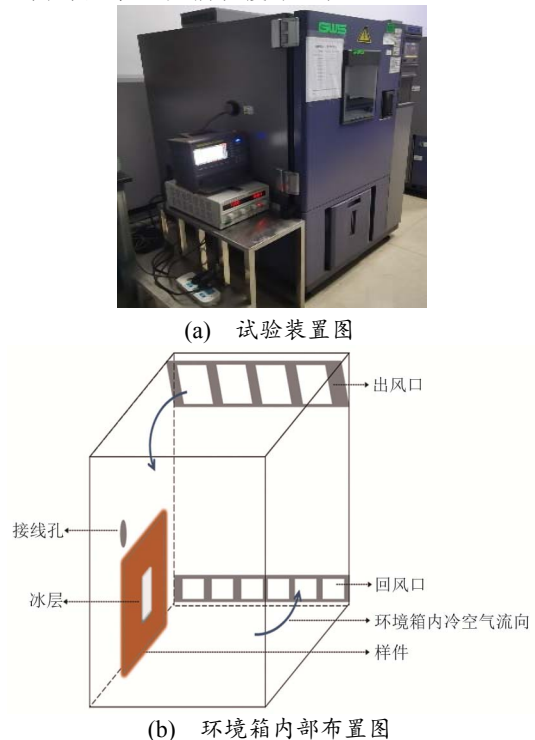 GWS
(a) 试验装置图
出风口
接线孔
冰层
回风口
环境箱内冷空气流向
样件
(b) 环境箱内部布置图